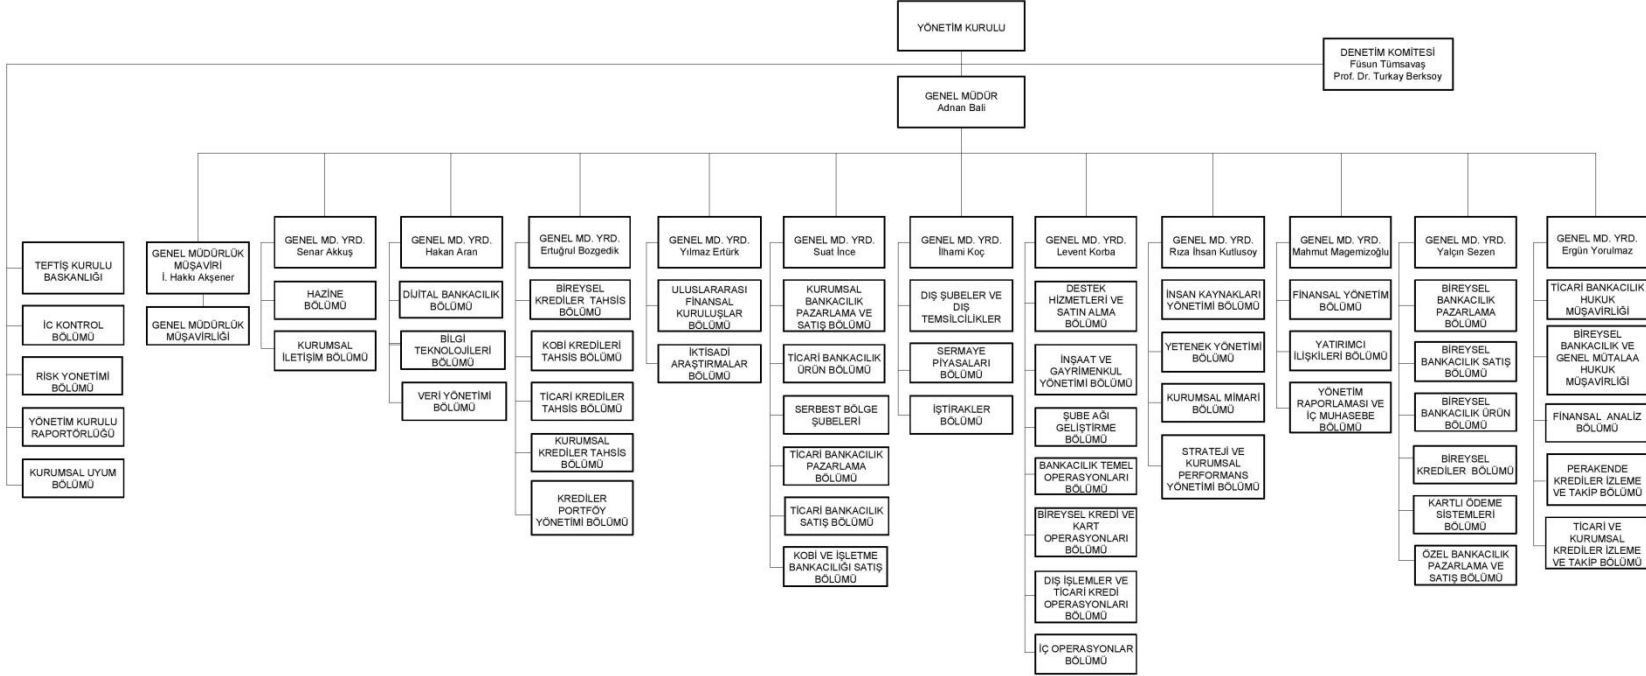 YÖNETİM KURULU
DENETİM KOMİTESİ
Füsun Tümsavaş
Prof. Dr. Turkay Berksoy
GENEL MÜDÜR
Adnan Bali
TEFTİŞ KURULU
BASKANLIĞI
İC KONTROL
BÖLÜMÜ
RİSK YONETİMİ
BÖLÜMÜ
YÖNETİM KURULU
RAPORTÖRLÜĞÜ
KURUMSAL UYUM
BÖLÜMÜ
GENEL MÜDÜRLÜK
MÜŞAVİRİ
İ. Hakkı Akşener
GENEL MÜDÜRLÜK
MÜŞAVİRLİĞİ
GENEL MD. YRD.
Senar Akkuş
HAZİNE
BÖLÜMÜ
KURUMSAL
İLETİŞİM BÖLÜMÜ
GENEL MD. YRD.
Hakan Aran
DİJİTAL BANKACILIK
BÖLÜMÜ
BİLGİ
TEKNOLOJİLERİ
BÖLÜMÜ
VERİ YÖNETİMİ
BÖLÜMÜ
GENEL MD. YRD.
Ertuğrul Bozgedik
BİREYSEL
KREDİLER TAHSİS
BÖLÜMÜ
KOBİ KREDİLERİ
TAHSİS BÖLÜMÜ
TİCARİ KREDİLER
TAHSİS BÖLÜMÜ
KURUMSAL
KREDİLER TAHSİS
BÖLÜMÜ
KREDİLER
PORTFÖY
YÖNETİMİ BÖLÜMÜ
GENEL MD. YRD.
Yılmaz Ertürk
ULUSLARARASI
FİNANSAL
KURULUŞLAR
BÖLÜMÜ
İKTİSADİ
ARAŞTIRMALAR
BÖLÜMÜ
GENEL MD. YRD.
Suat İnce
KURUMSAL
BANKACILIK
PAZARLAMA VE
SATIŞ BÖLÜMÜ
TİCARİ BANKACILIK
ÜRÜN BÖLÜMÜ
SERBEST BÖLGE
ŞUBELERİ
TİCARİ BANKACILIK
PAZARLAMA
BÖLÜMÜ
TİCARİ BANKACILIK
SATIŞ BÖLÜMÜ
KOBİ VE İŞLETME
BANKACILIĞI SATIŞ
BÖLÜMÜ
GENEL MD. YRD.
İlhami Koç
DIŞ ŞUBELER VE
DIŞ
TEMSİLCİLİKLER
SERMAYE
PİYASALARI
BÖLÜMÜ
İŞTİRAKLER
BÖLÜMÜ
GENEL MD. YRD.
Levent Korba
DESTEK
HİZMETLERİ VE
SATIN ALMA
BÖLÜMÜ
İNŞAAT VE
GAYRİMENKUL
YÖNETİMİ BÖLÜMÜ
ŞUBE AĞI
GELİŞTİRME
BÖLÜMÜ
BANKACILIK TEMEL
OPERASYONLARI
BÖLÜMÜ
BİREYSEL KREDİ VE
KART
OPERASYONLARI
BÖLÜMÜ
DIŞ İŞLEMLER VE
TİCARİ KREDİ
OPERASYONLARI
BÖLÜMÜ
İÇ OPERASYONLAR
BÖLÜMÜ
GENEL MD. YRD.
Rıza İhsan Kutlusoy
İNSAN KAYNAKLARI
YÖNETİMİ BÖLÜMÜ
YETENEK YÖNETİMİ
BÖLÜMÜ
KURUMSAL MİMARİ
BÖLÜMÜ
STRATEJİ VE
KURUMSAL
PERFORMANS
YÖNETİMİ BÖLÜMÜ
GENEL MD. YRD.
Mahmut Magemizoğlu
FİNANSAL YÖNETİM
BÖLÜMÜ
YATIRIMCI
İLİŞKİLERİ BÖLÜMÜ
YÖNETİM
RAPORLAMASI VE
İÇ MUHASEBE
BÖLÜMÜ
GENEL MD. YRD.
Yalçın Sezen
BİREYSEL
BANKACILIK
PAZARLAMA
BÖLÜMÜ
BİREYSEL
BANKACILIK SATIŞ
BÖLÜMÜ
BİREYSEL
BANKACILIK ÜRÜN
BÖLÜMÜ
BİREYSEL
KREDİLER BÖLÜMÜ
KARTLI ÖDEME
SİSTEMLERİ
BÖLÜMÜ
ÖZEL BANKACILIK
PAZARLAMA VE
SATIŞ BÖLÜMÜ
GENEL MD. YRD.
Ergün Yorulmaz
TİCARİ BANKACILIK
HUKUK
MÜŞAVİRLİĞİ
BİREYSEL
BANKACILIK VE
GENEL MÜTALAA
HUKUK
MÜŞAVİRLİĞİ
FİNANSAL ANALİZ
BÖLÜMÜ
PERAKENDE
KREDİLER İZLEME
VE TAKİP BÖLÜMÜ
TİCARİ VE
KURUMSAL
KREDİLER İZLEME
VE TAKİP BÖLÜMÜ